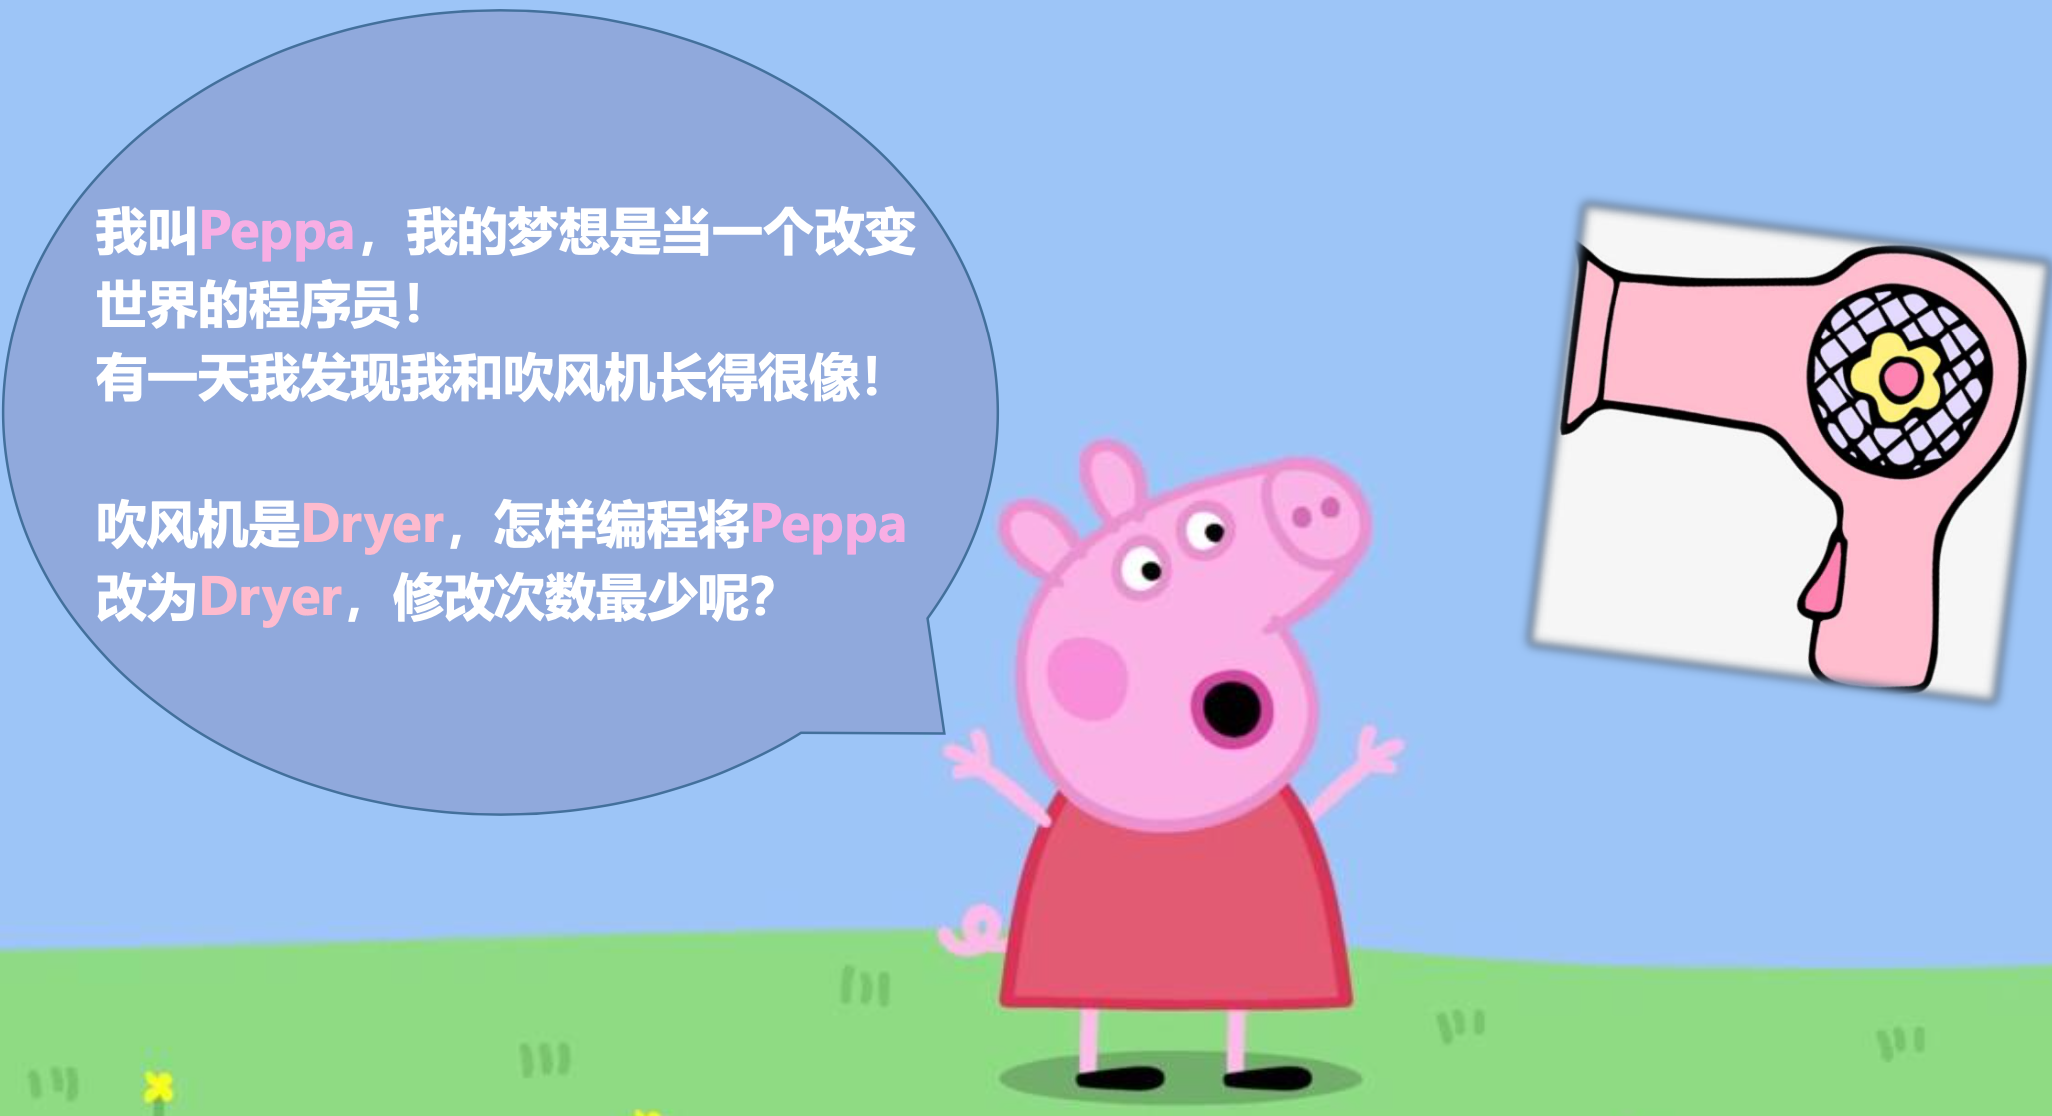 我叫Peppa，我的梦想是当一个改变
世界的程序员！
有一天我发现我和吹风机长得很像！
吹风机是Dryer，怎样编程将Peppa
改为Dryer，修改次数最少呢？